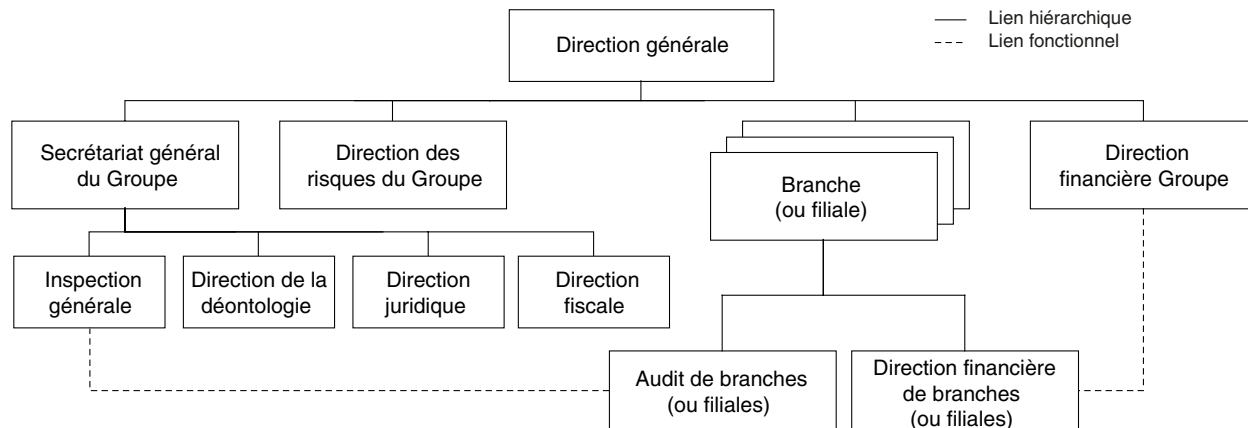 Direction générale
Lien hiérarchique
Lien fonctionnel
Secrétariat général
du Groupe
Direction des
risques du Groupe
Branche
(ou filiale)
Direction
financière Groupe
Inspection
générale
Direction de la
déontologie
Direction
juridique
Direction
fiscale
Audit de branches
(ou filiales)
Direction financière
de branches
(ou filiales)